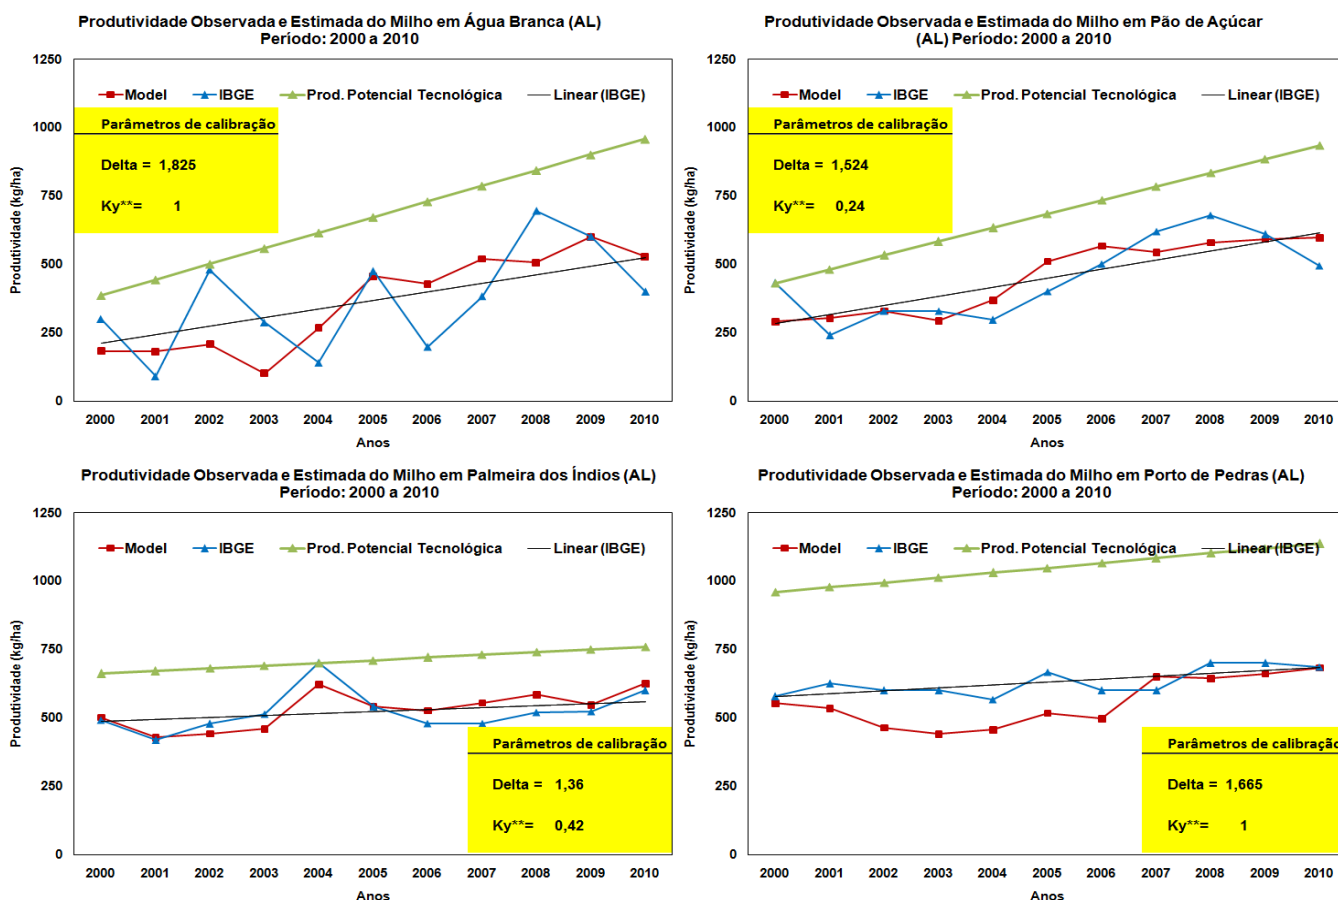 Produtividade Observada e Estimada do Milho em Água Branca (AL)
Período: 2000 a 2010
1250
1000
750
500
250
0
Produtividade (kg/ha)
Model
IBGE
Prod. Potencial Tecnológica
Linear (IBGE)
Parâmetros de calibração
Delta = 1,825
Ky**= 1
2000 2001 2002 2003 2004 2005 2006 2007 2008 2009 2010
Anos
Produtividade Observada e Estimada do Milho em Pão de Açúcar
(AL) Período: 2000 a 2010
1250
1000
750
500
250
0
Produtividade (kg/ha)
Model
IBGE
Prod. Potencial Tecnológica
Linear (IBGE)
Parâmetros de calibração
Delta = 1,524
Ky**= 0,24
2000 2001 2002 2003 2004 2005 2006 2007 2008 2009 2010
Anos
Produtividade Observada e Estimada do Milho em Palmeira dos Índios (AL)
Período: 2000 a 2010
1250
1000
750
500
250
0
Produtividade (kg/ha)
Model
IBGE
Prod. Potencial Tecnológica
Linear (IBGE)
Parâmetros de calibração
Delta = 1,36
Ky**= 0,42
2000 2001 2002 2003 2004 2005 2006 2007 2008 2009 2010
Anos
Produtividade Observada e Estimada do Milho em Porto de Pedras (AL)
Período: 2000 a 2010
1250
1000
750
500
250
0
Produtividade (kg/ha)
Model
IBGE
Prod. Potencial Tecnológica
Linear (IBGE)
Parâmetros de calibração
Delta = 1,665
Ky**= 1
2000 2001 2002 2003 2004 2005 2006 2007 2008 2009 2010
Anos